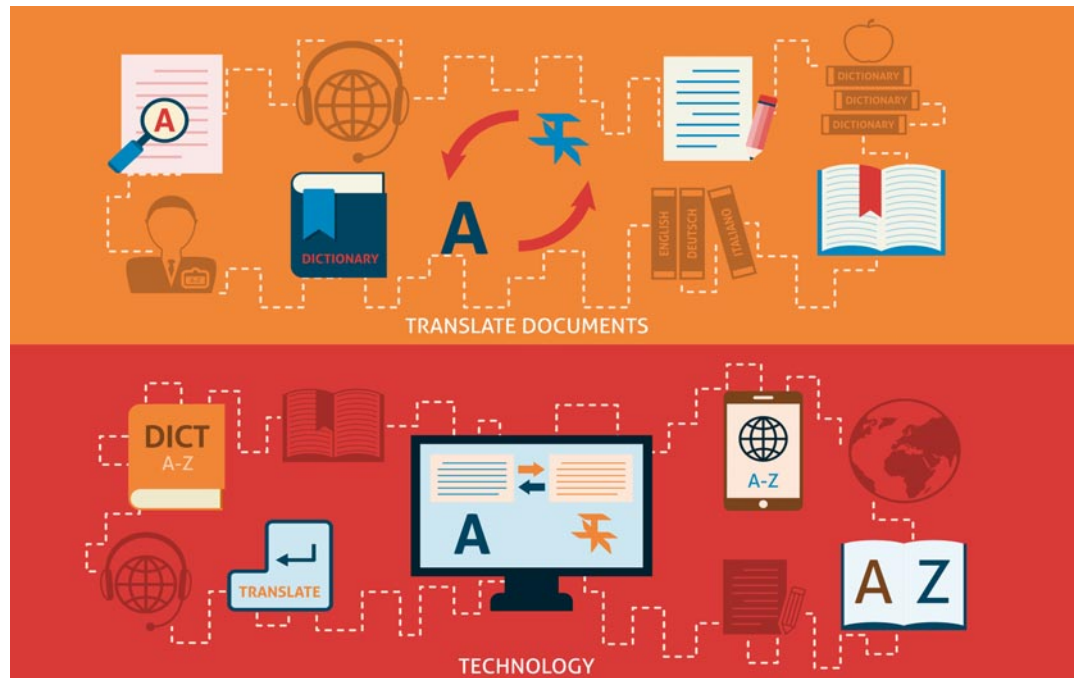 A
DICTIONARY
DICTIONARY
DICTIONARY
A-Z
DICTIONARY
A
ENGLISH
DEUTSCH
ITALIANO
TRANSLATE DOCUMENTS
DICT
A-Z
A-Z
TRANSLATE
A
A Z
TECHNOLOGY